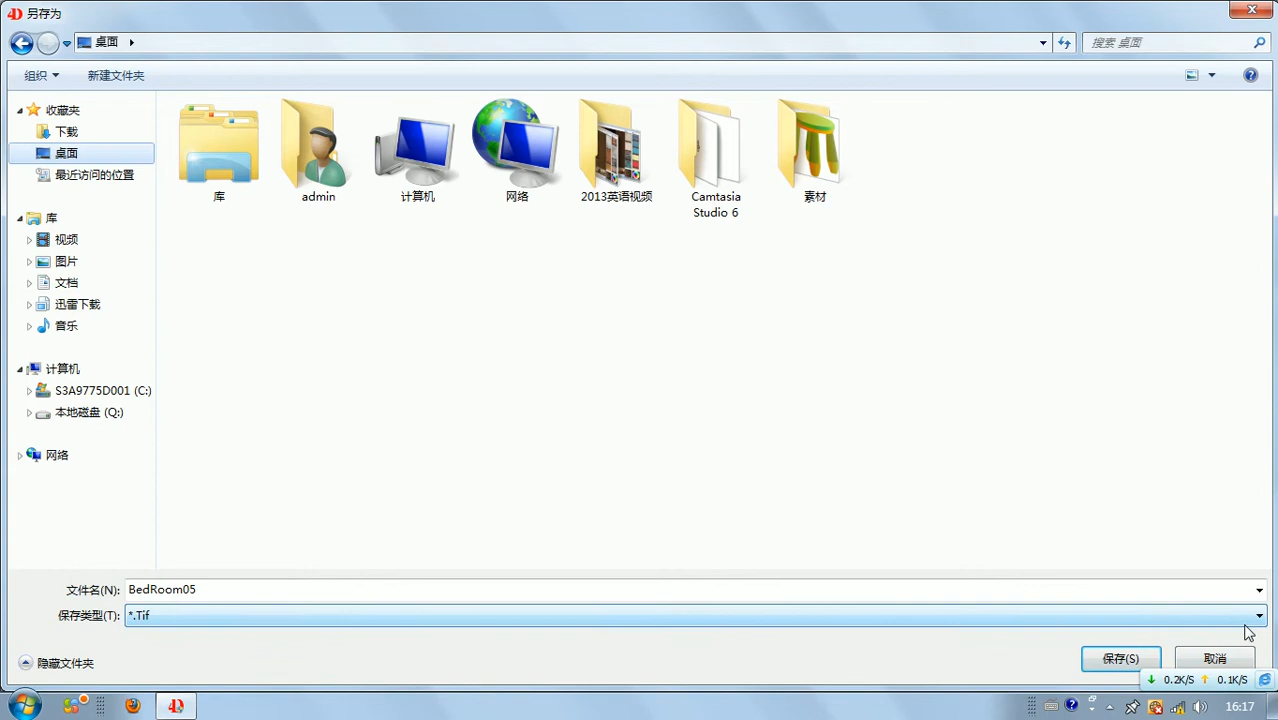 另存为
桌面
搜索 桌面
组织
新建文件夹
收藏夹
下载
桌面
最近访问的位置
库
视频
图片
文档
迅雷下载
音乐
计算机
S3A9775D001 (C:)
本地磁盘 (Q:)
网络
库
admin
计算机
网络
2013英语视频
Camtasia
Studio 6
素材
文件名(N):
BedRoom05
保存类型(T):
*.Tif
隐藏文件夹
保存(S)
取消
0.2K/S
0.1K/S
16:17